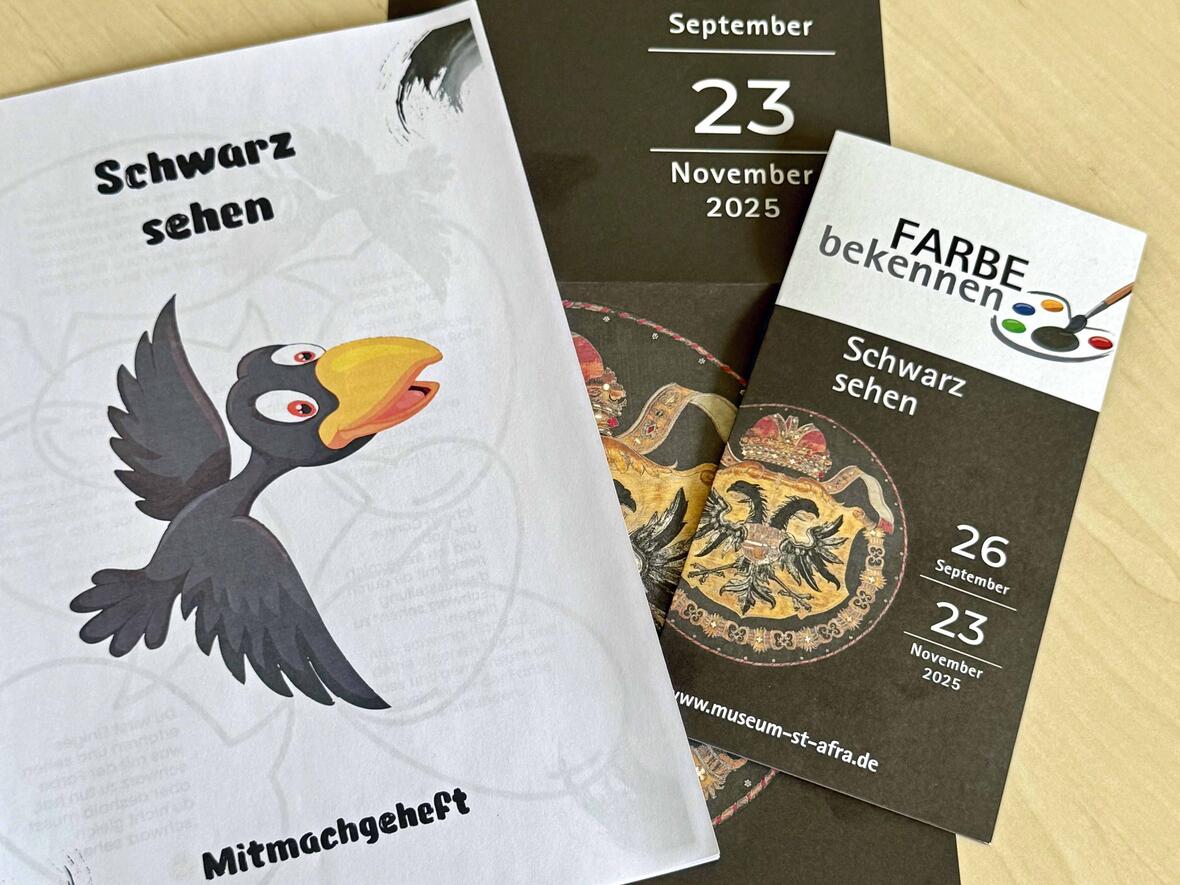 Schwarz
sehen
Mitmachgeheft
September
23
November
2025
FARBE
bekennen
Schwarz
sehen
26
September
23
November
2025
www.museum-st-afra.de